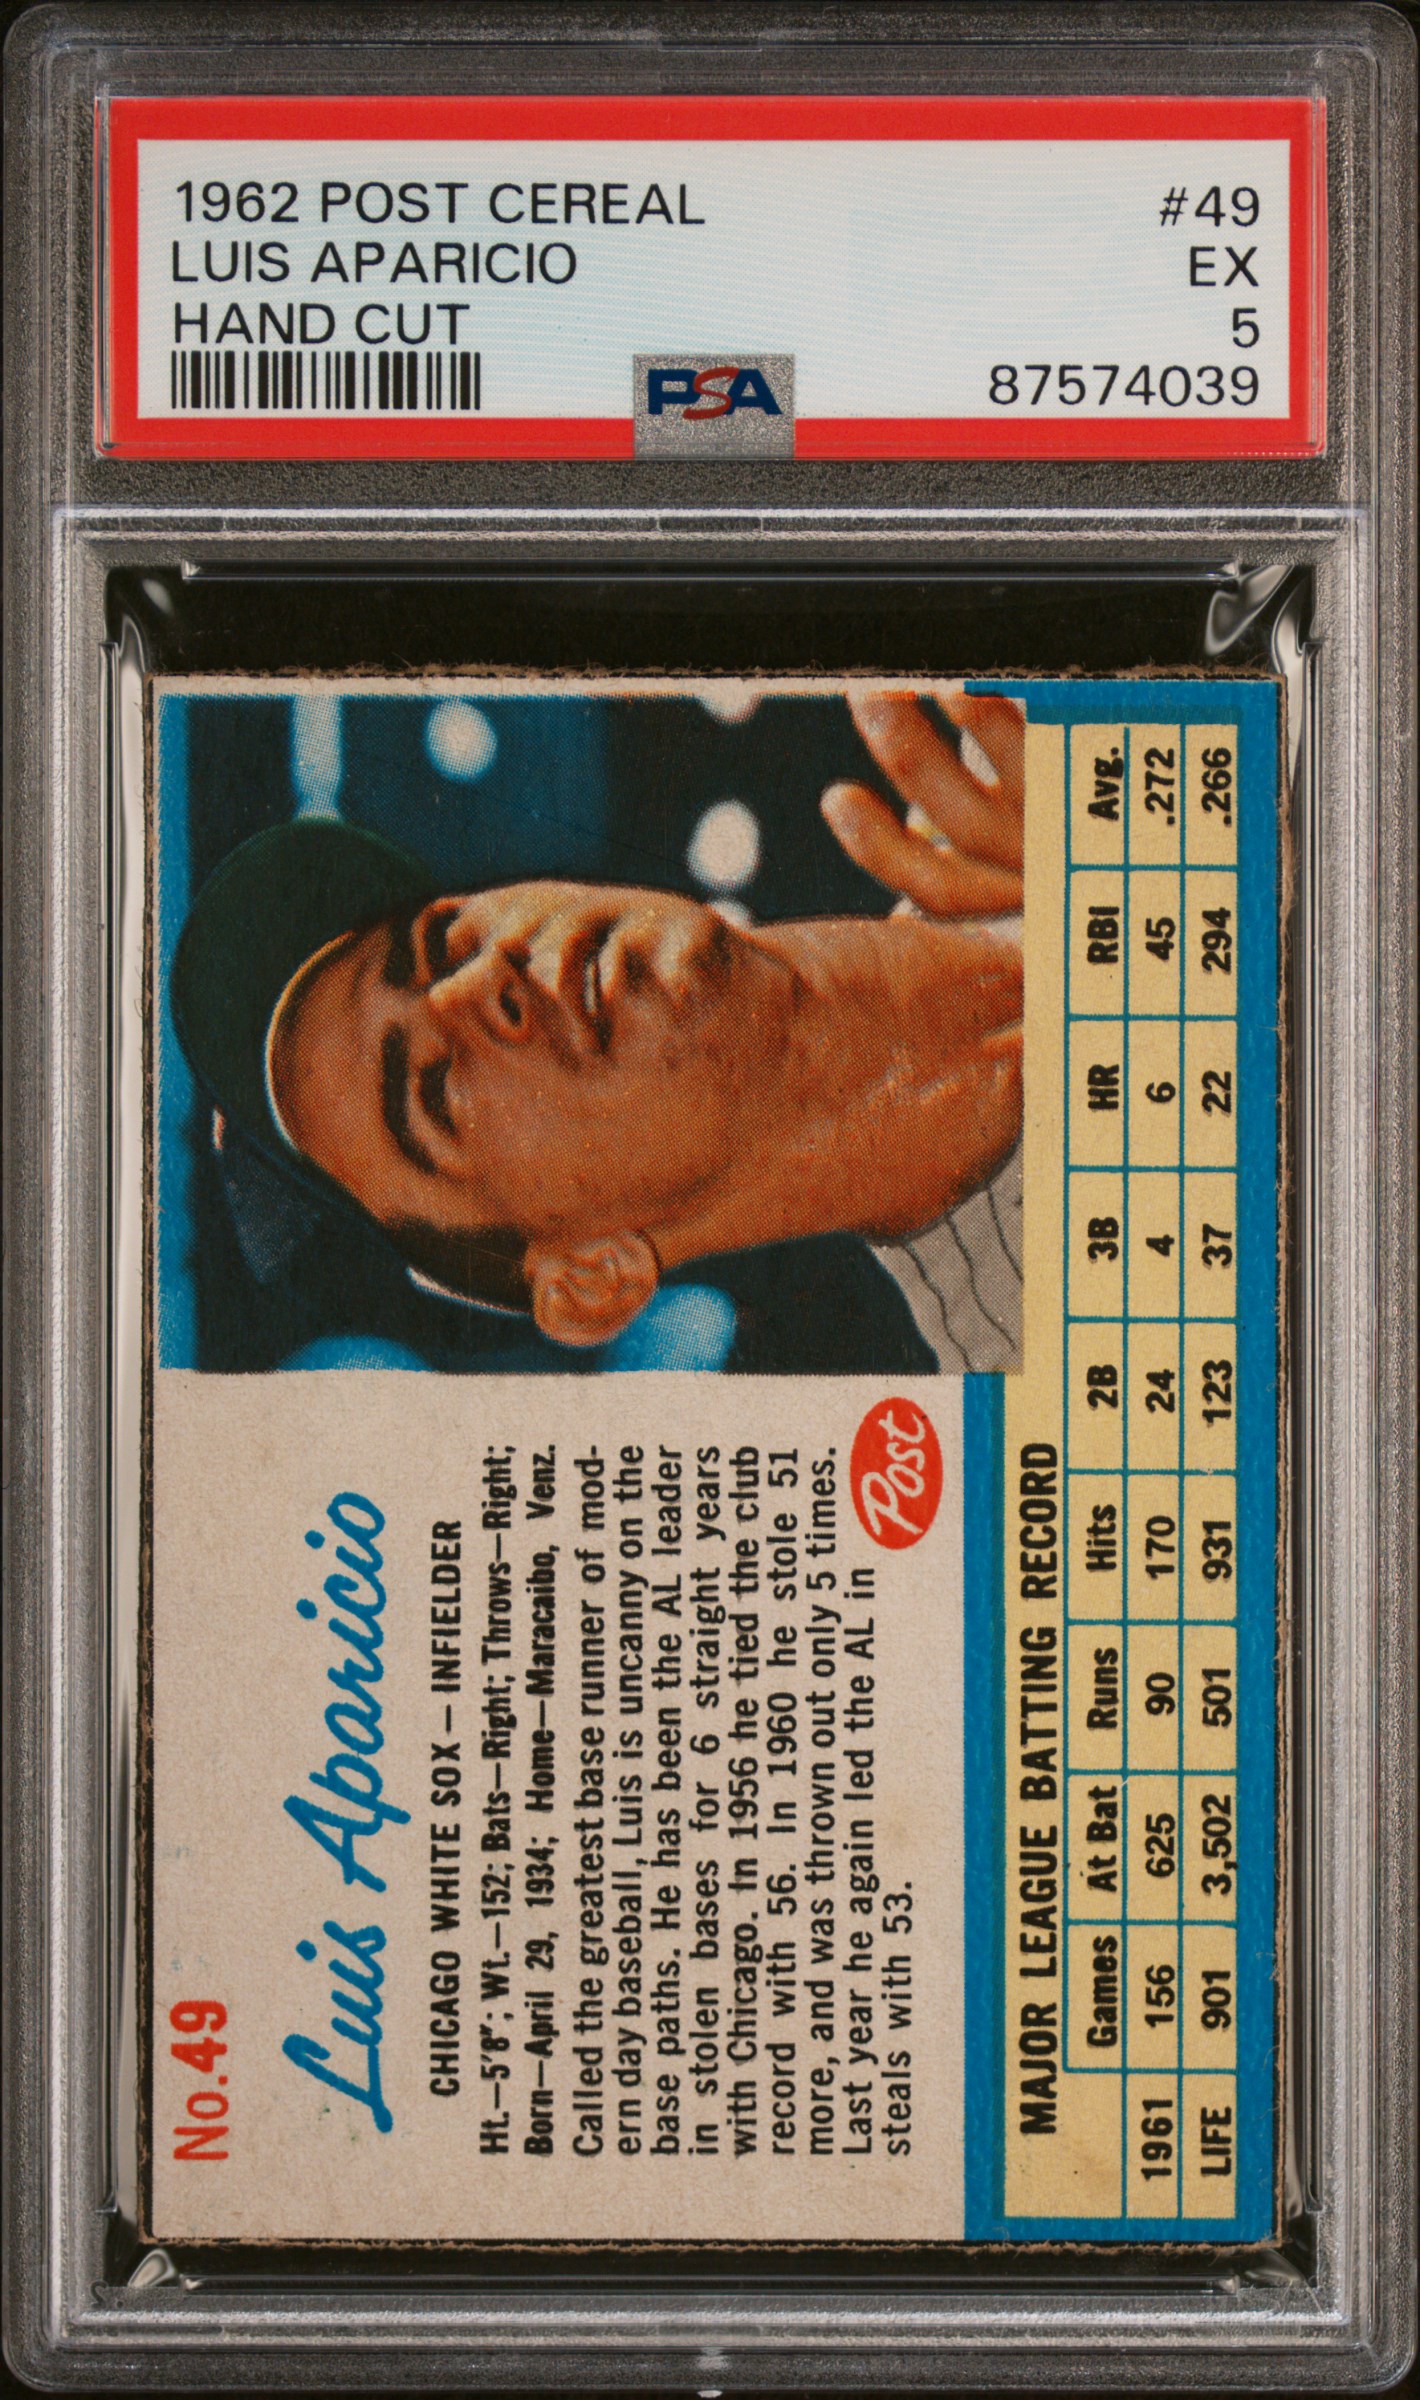 1962 POST CEREAL #49
LUIS APARICIO EX
HAND CUT 5
PSA 87574039
No.49
Luis Aparicio
CHICAGO WHITE SOX—INFIELDER
Ht.—5'8"; Wt.—152; Bats—Right; Throws—Right;
Born—April 29, 1934; Home—Maracaibo, Venz.
Called the greatest base runner of mod-
ern day baseball, Luis is uncanny on the
base paths. He has been the AL leader
in stolen bases for 6 straight years
with Chicago. In 1956 he tied the club
record with 56. In 1960 he stole 51
more, and was thrown out only 5 times.
Last year he again led the AL in
steals with 53.
Post
MAJOR LEAGUE BATTING RECORD
Games At Bat Runs Hits 2B 3B HR RBI Avg.
1961 156 625 90 170 24 4 6 45 .272
LIFE 901 3,502 501 931 123 37 22 294 .266